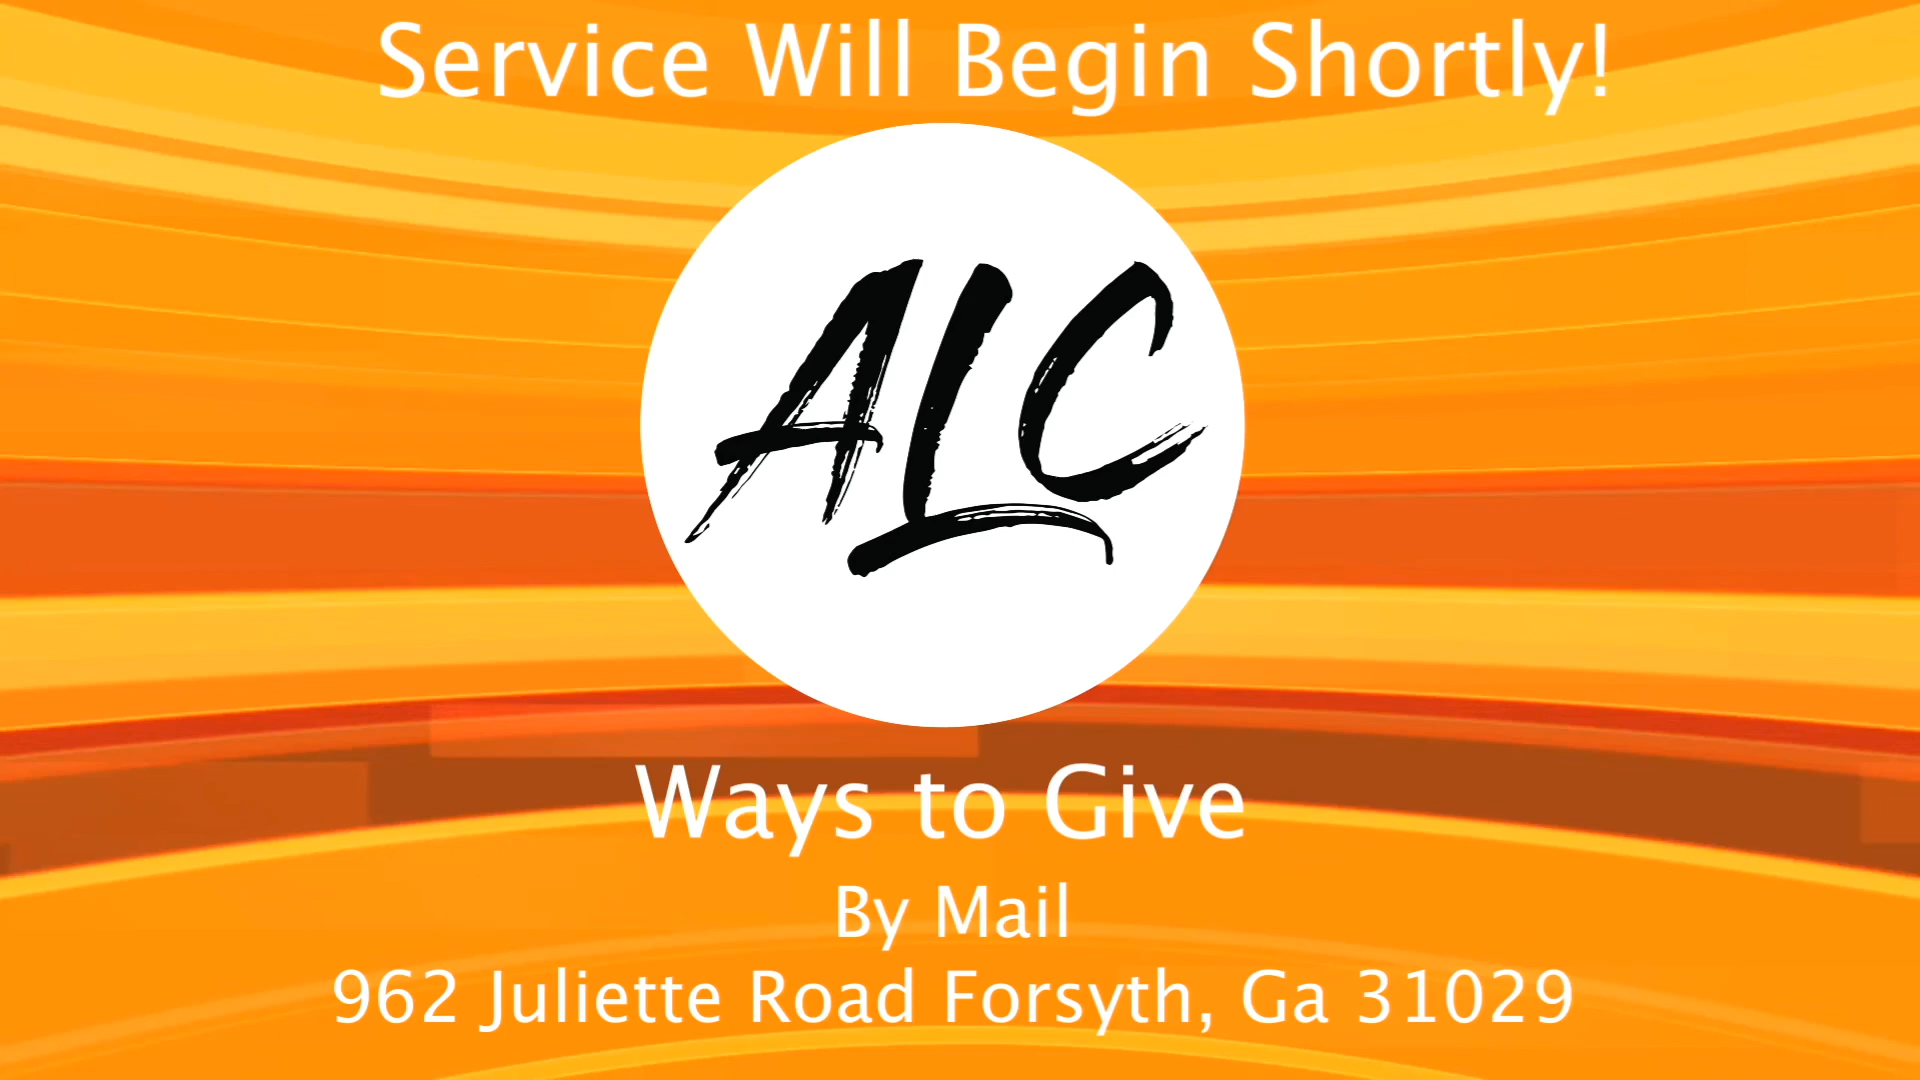 Service Will Begin Shortly!
ALC
Ways to Give
By Mail
962 Juliette Road Forsyth, Ga 31029